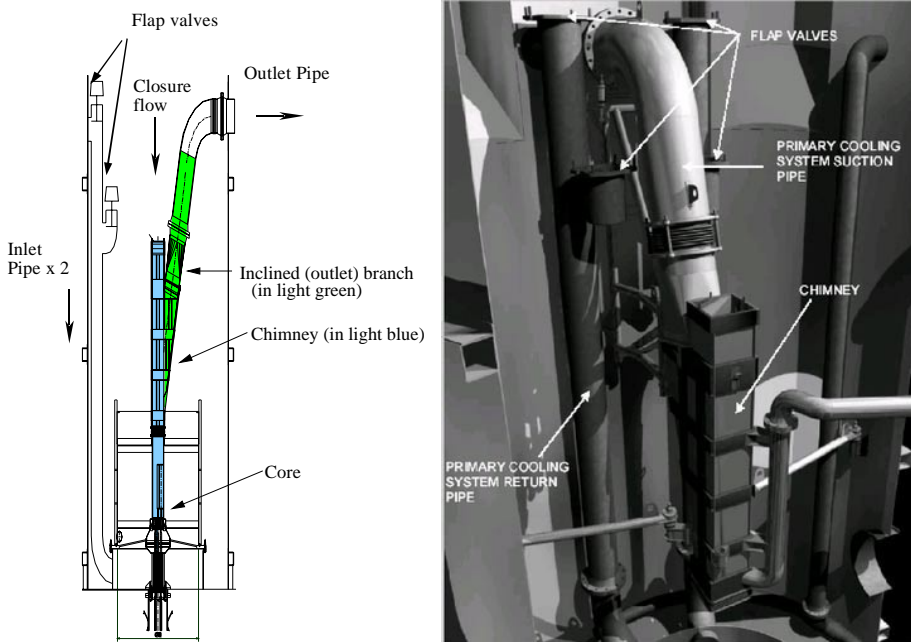 Flap valves
Closure
flow
Outlet Pipe
Inlet
Pipe x 2
Inclined (outlet) branch
(in light green)
Chimney (in light blue)
Core
FLAP VALVES
PRIMARY COOLING
SYSTEM SUCTION
PIPE
CHIMNEY
PRIMARY COOLING
SYSTEM RETURN
PIPE